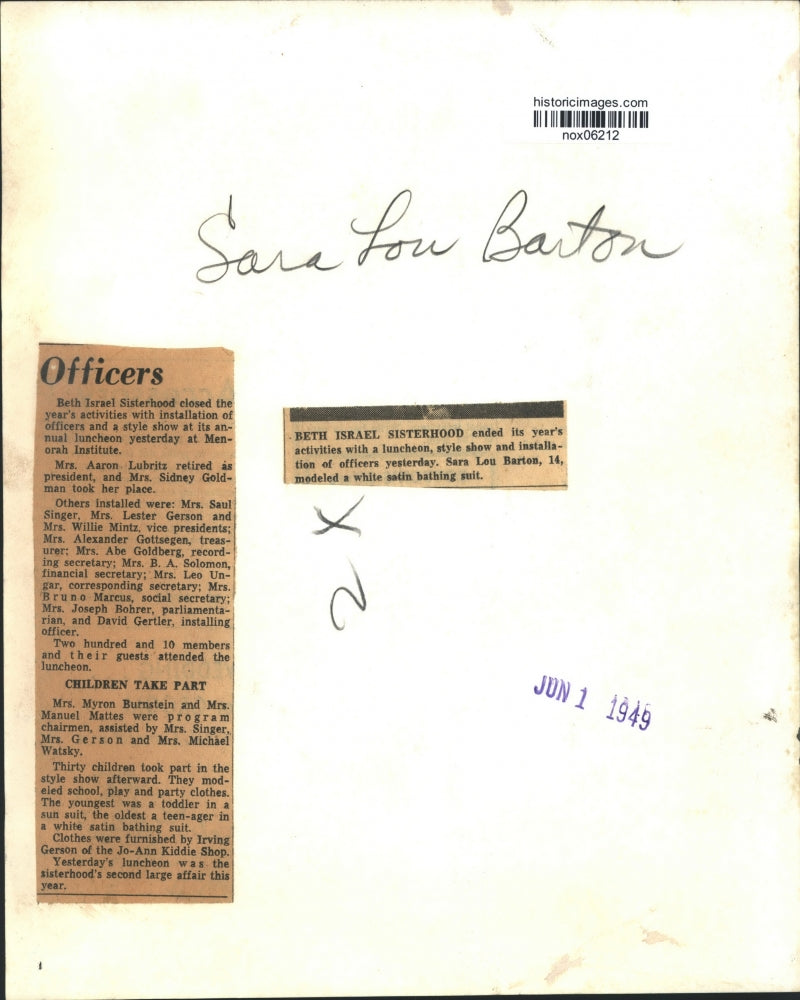 historicimages.com
nox06212
Sara Lou Barton
Officers
Beth Israel Sisterhood closed the
year's activities with installation of
officers and a style show at its an-
nual luncheon yesterday at Men-
orah Institute.
Mrs. Aaron Lubritz retired as
president, and Mrs. Sidney Gold-
man took her place.
Others installed were: Mrs. Saul
Singer, Mrs. Lester Gerson and
Mrs. Willie Mintz, vice presidents;
Mrs. Alexander Gottsegen, treas-
urer; Mrs. Abe Goldberg, record-
ing secretary; Mrs. B. A. Solomon,
financial secretary; Mrs. Leo Un-
gar, corresponding secretary; Mrs.
Bruno Marcus, social secretary;
Mrs. Joseph Bohrer, parliamenta-
rian, and David Gertler, installing
officer.
Two hundred and 10 members
and their guests attended the
luncheon.
CHILDREN TAKE PART
Mrs. Myron Burnstein and Mrs.
Manuel Mattes were program
chairmen, assisted by Mrs. Singer,
Mrs. Gerson and Mrs. Michael
Watsky.
Thirty children took part in the
style show afterward. They mod-
eled school, play and party clothes.
The youngest was a toddler in a
sun suit, the oldest a teen-ager in
a white satin bathing suit.
Clothes were furnished by Irving
Gerson of the Jo-Ann Kiddie Shop.
Yesterday's luncheon was the
sisterhood's second large affair this
year.
BETH ISRAEL SISTERHOOD ended its year's
activities with a luncheon, style show and installa-
tion of officers yesterday. Sara Lou Barton, 14,
modeled a white satin bathing suit.
2 X
JUN 1 1949